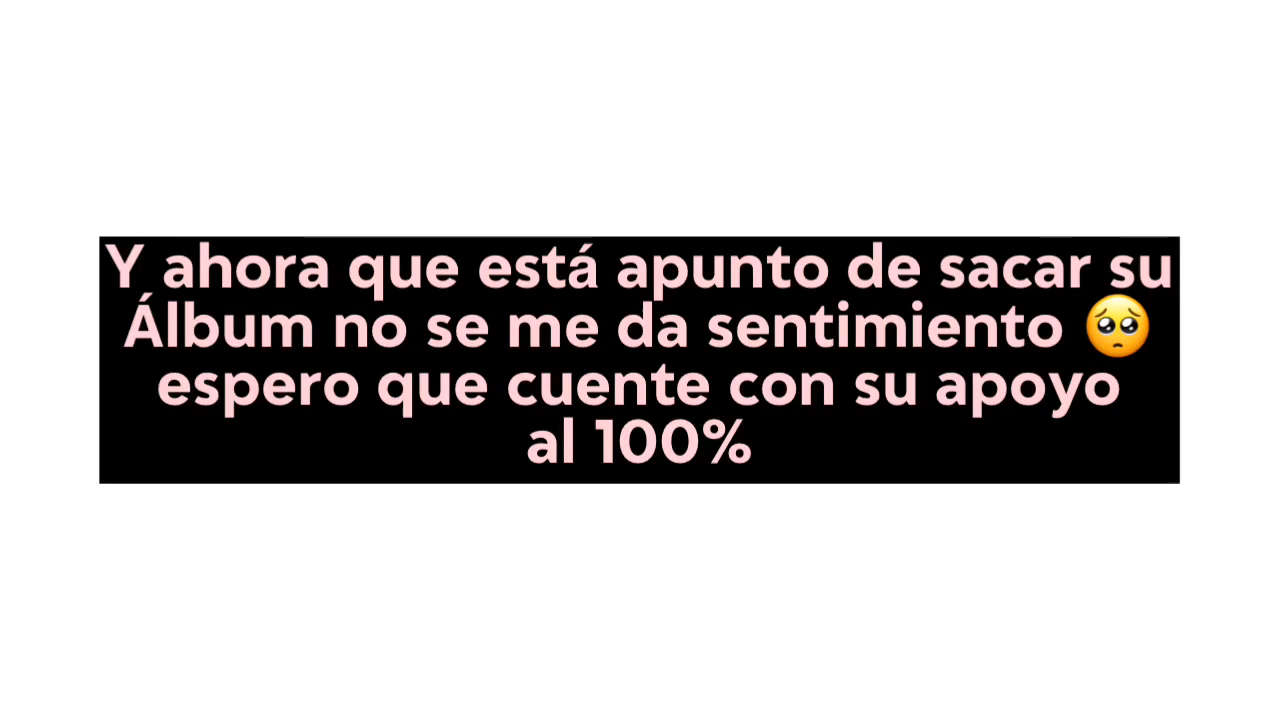 Y ahora que está apunto de sacar su
Álbum no se me da sentimiento 🥺
espero que cuente con su apoyo
al 100%